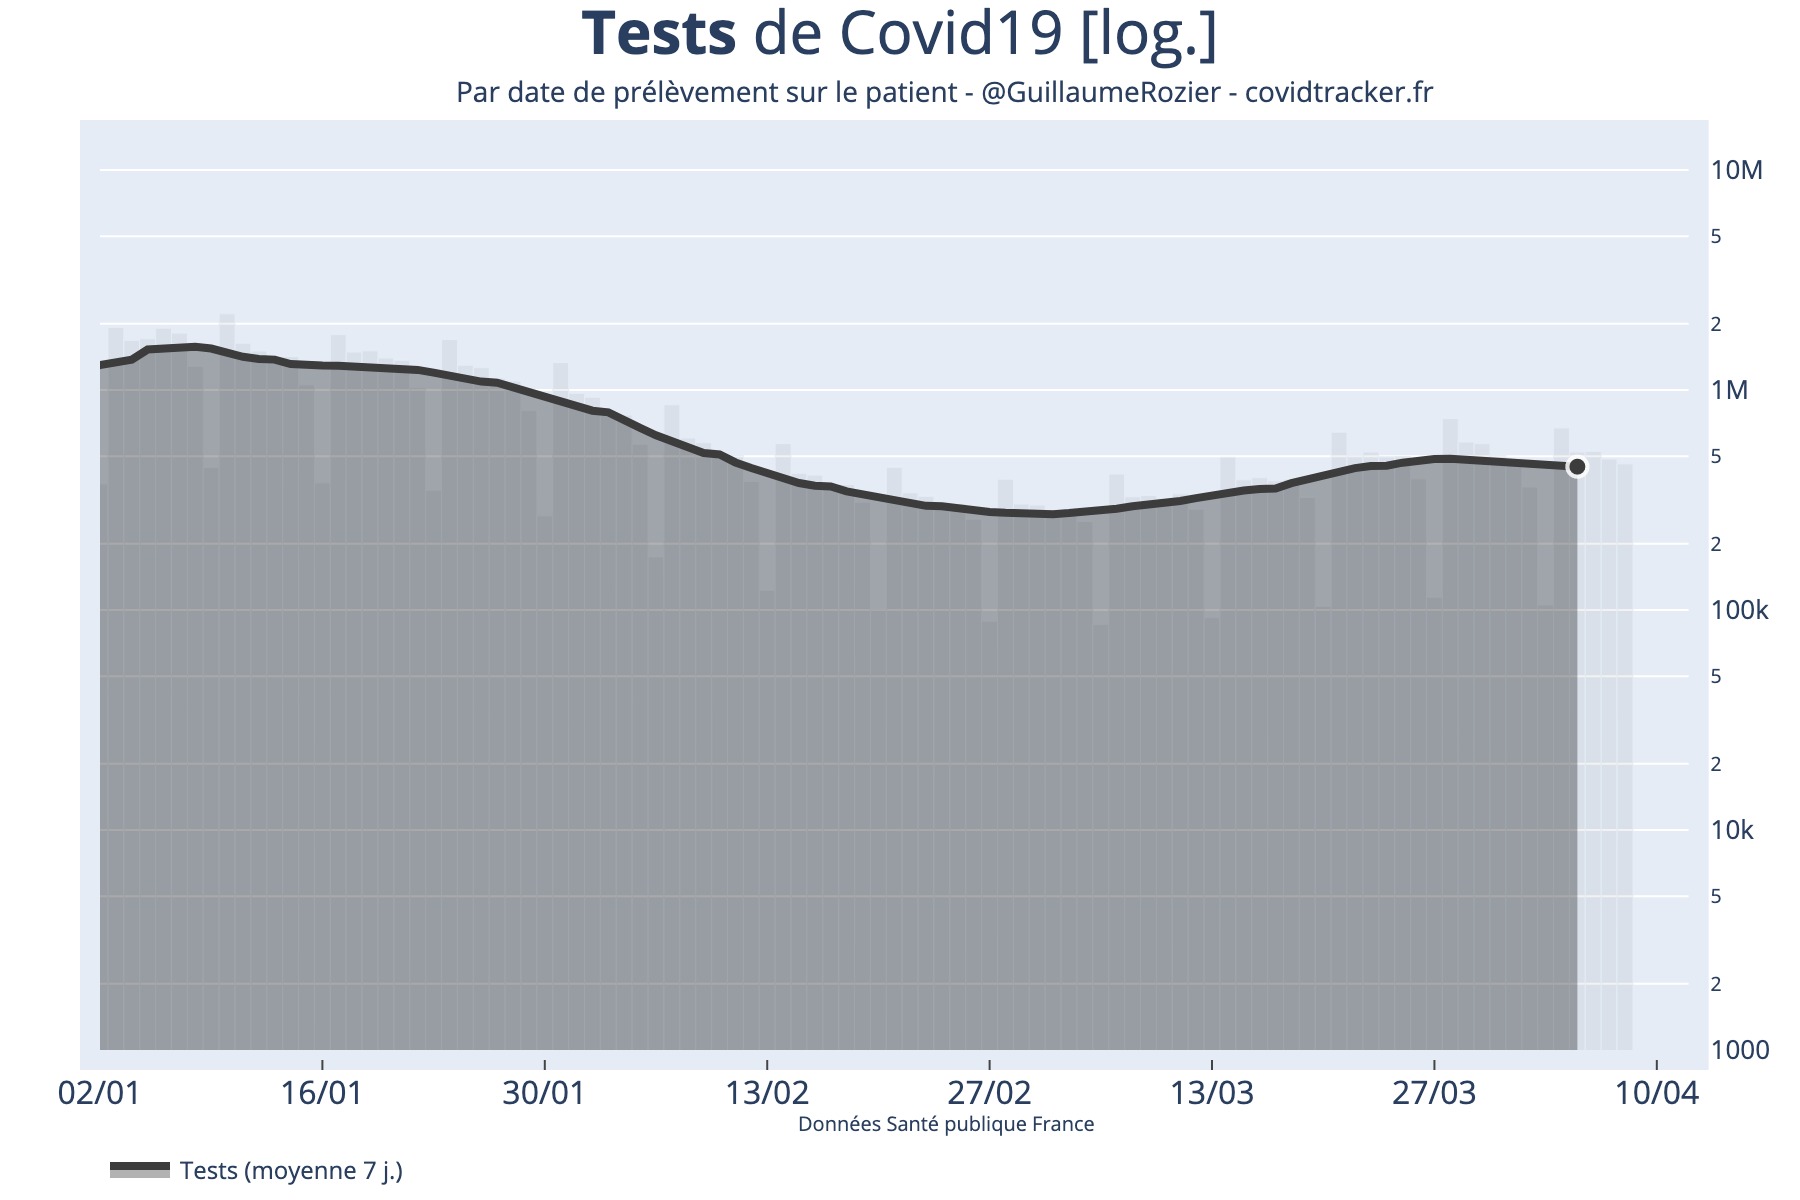 Tests de Covid19 [log.]
Par date de prélèvement sur le patient - @GuillaumeRozier - covidtracker.fr
10M
5
2
1M
5
2
100k
5
2
10k
5
2
1000
02/01 16/01 30/01 13/02 27/02 13/03 27/03 10/04
Données Santé publique France
Tests (moyenne 7 j.)